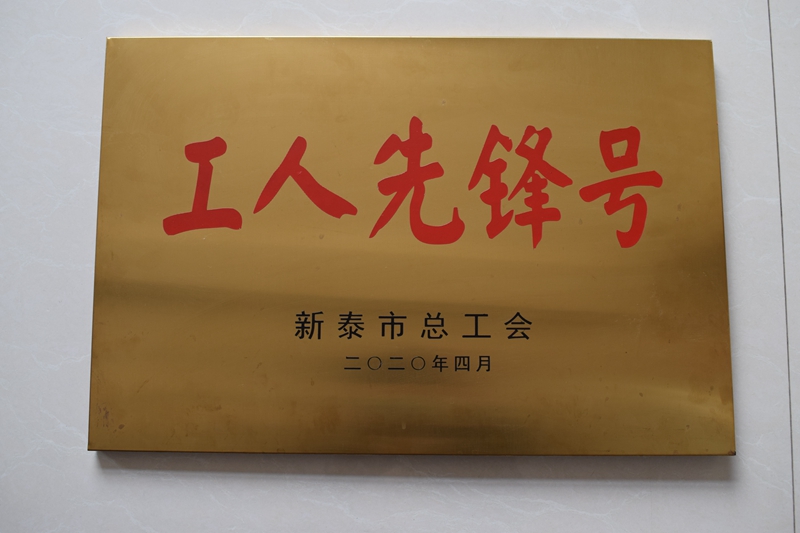 工人先锋号
新泰市总工会
二〇二〇年四月